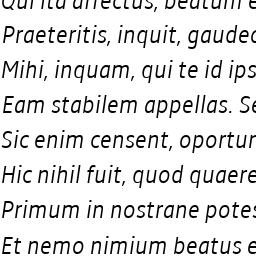 Qui ita affectus, beatum e
Praeteritis, inquit, gaudeo
Mihi, inquam, qui te id ips
Eam stabilem appellas. Se
Sic enim censent, oportun
Hic nihil fuit, quod quaere
Primum in nostrane potes
Et nemo nimium beatus e